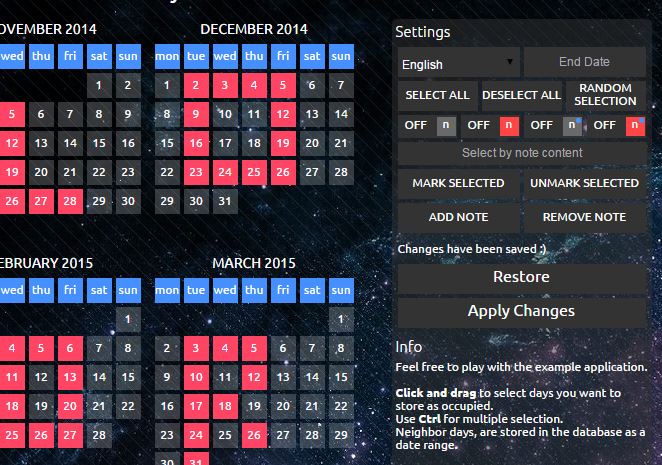 OVEMBER 2014
wed thu fri sat sun
1 2
5 6 7 8 9
12 13 14 15 16
19 20 21 22 23
26 27 28 29 30
DECEMBER 2014
mon tue wed thu fri sat sun
1 2 3 4 5 6 7
8 9 10 11 12 13 14
15 16 17 18 19 20 21
22 23 24 25 26 27 28
29 30 31
EBRUARY 2015
wed thu fri sat sun
1
4 5 6 7 8
11 12 13 14 15
18 19 20 21 22
25 26 27 28
MARCH 2015
mon tue wed thu fri sat sun
1
2 3 4 5 6 7 8
9 10 11 12 13 14 15
16 17 18 19 20 21 22
23 24 25 26 27 28 29
30 31
Settings
English End Date
SELECT ALL DESELECT ALL RANDOM
SELECTION
OFF n OFF n OFF n OFF n
Select by note content
MARK SELECTED UNMARK SELECTED
ADD NOTE REMOVE NOTE
Changes have been saved :)
Restore
Apply Changes
Info
Feel free to play with the example application.
Click and drag to select days you want to
store as occupied.
Use Ctrl for multiple selection.
Neighbor days, are stored in the database as a
date range.